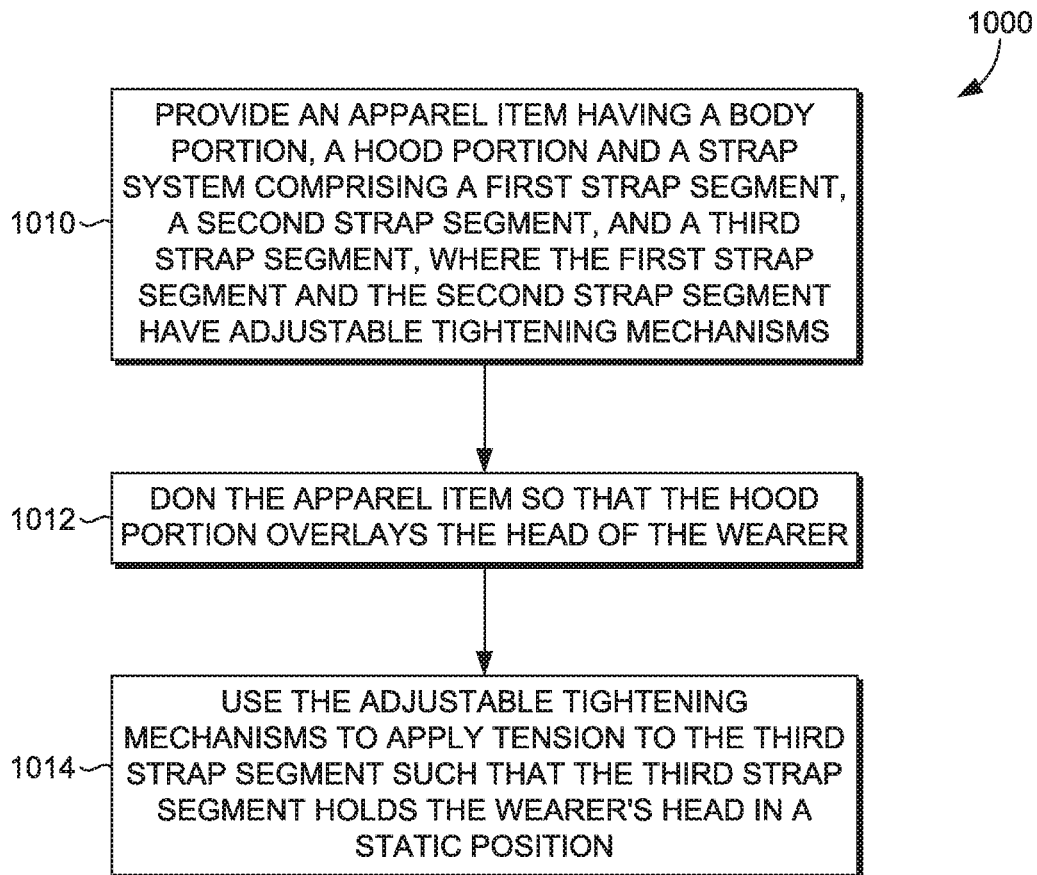 1000
PROVIDE AN APPAREL ITEM HAVING A BODY
PORTION, A HOOD PORTION AND A STRAP
SYSTEM COMPRISING A FIRST STRAP SEGMENT,
A SECOND STRAP SEGMENT, AND A THIRD
STRAP SEGMENT, WHERE THE FIRST STRAP
SEGMENT AND THE SECOND STRAP SEGMENT
HAVE ADJUSTABLE TIGHTENING MECHANISMS
1010
DON THE APPAREL ITEM SO THAT THE HOOD
PORTION OVERLAYS THE HEAD OF THE WEARER
1012
USE THE ADJUSTABLE TIGHTENING
MECHANISMS TO APPLY TENSION TO THE THIRD
STRAP SEGMENT SUCH THAT THE THIRD STRAP
SEGMENT HOLDS THE WEARER'S HEAD IN A
STATIC POSITION
1014